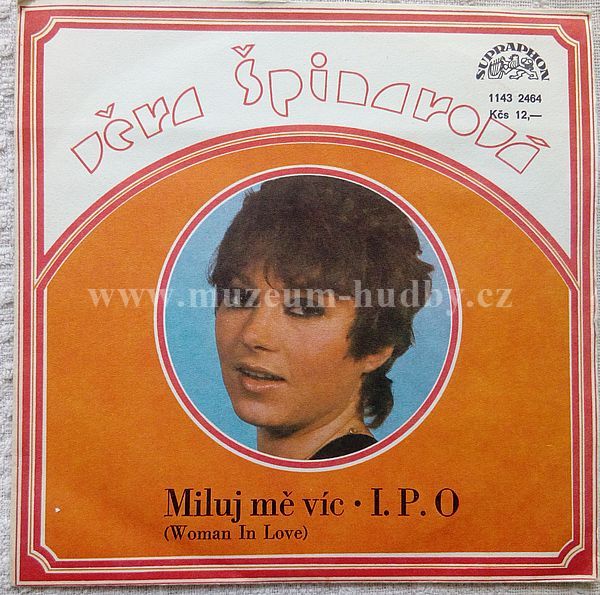 Věra Špinarová
SUPRAPHON
1143 2464
Kčs 12,—
www.muzeum-hudby.cz
Miluj mě víc · I. P. O
(Woman In Love)